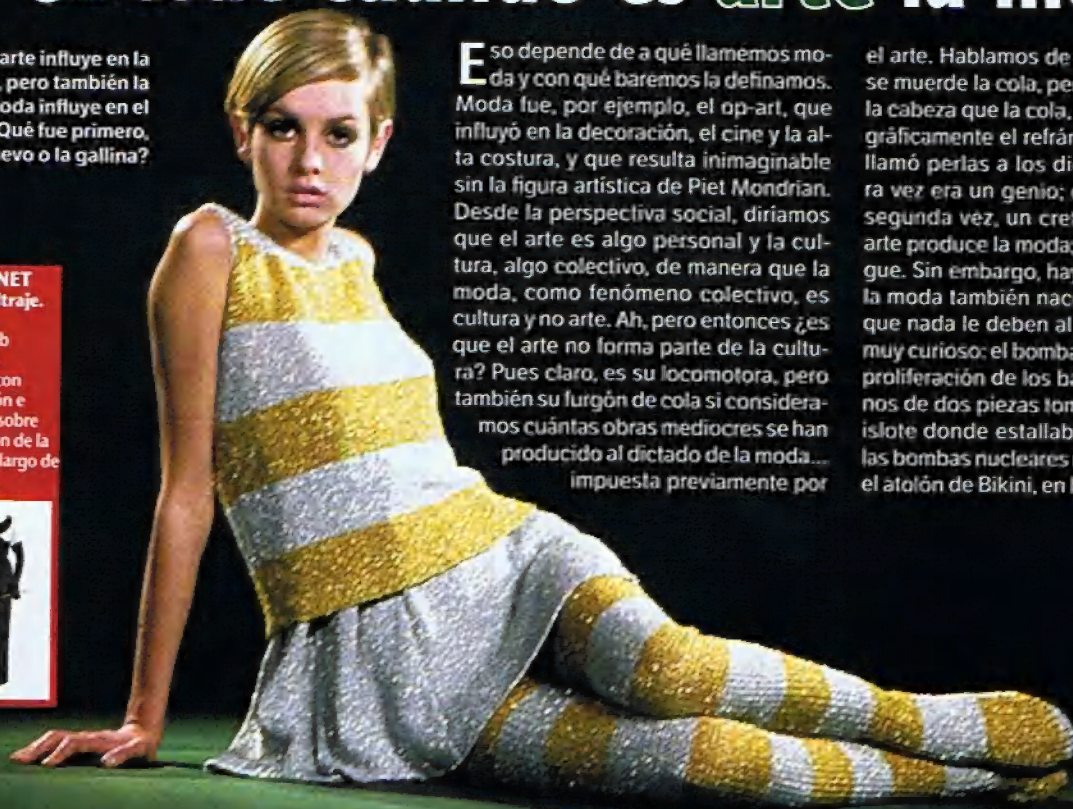 arte
arte influye en la
, pero también la
oda influye en el
Qué fue primero,
evo o la gallina?
NET
traje.
b
con
n e
sobre
n de la
largo de
Eso depende de a qué llamemos mo-
da y con qué baremos la definamos.
Moda fue, por ejemplo, el op-art, que
influyó en la decoración, el cine y la al-
ta costura, y que resulta inimaginable
sin la figura artística de Piet Mondrian.
Desde la perspectiva social, diríamos
que el arte es algo personal y la cul-
tura, algo colectivo, de manera que la
moda, como fenómeno colectivo, es
cultura y no arte. Ah, pero entonces ¿es
que el arte no forma parte de la cultu-
ra? Pues claro, es su locomotora, pero
también su furgón de cola si considera-
mos cuántas obras mediocres se han
producido al dictado de la moda...
impuesta previamente por
el arte. Hablamos de
se muerde la cola, pe
la cabeza que la cola,
gráficamente el refrán
llamó perlas a los di
ra vez era un genio;
segunda vez, un cre
arte produce la moda;
gue. Sin embargo, hay
la moda también nac
que nada le deben al
muy curioso: el bomba
proliferación de los ba
nos de dos piezas tom
islote donde estallab
las bombas nucleares
el atolón de Bikini, en l